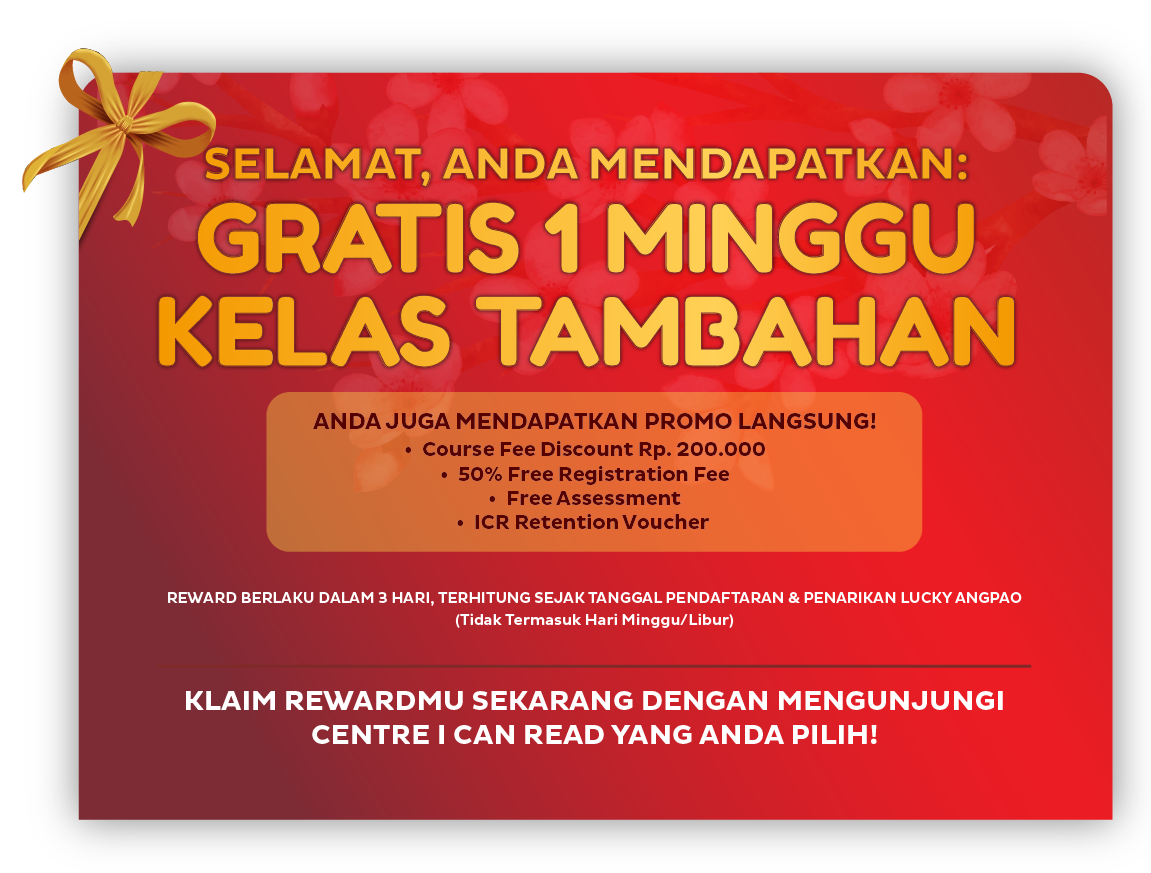 SELAMAT, ANDA MENDAPATKAN:
GRATIS 1 MINGGU
KELAS TAMBAHAN
ANDA JUGA MENDAPATKAN PROMO LANGSUNG!
• Course Fee Discount Rp. 200.000
• 50% Free Registration Fee
• Free Assessment
• ICR Retention Voucher
REWARD BERLAKU DALAM 3 HARI, TERHITUNG SEJAK TANGGAL PENDAFTARAN & PENARIKAN LUCKY ANGPAO
(Tidak Termasuk Hari Minggu/Libur)
KLAIM REWARDMU SEKARANG DENGAN MENGUNJUNGI
CENTRE I CAN READ YANG ANDA PILIH!